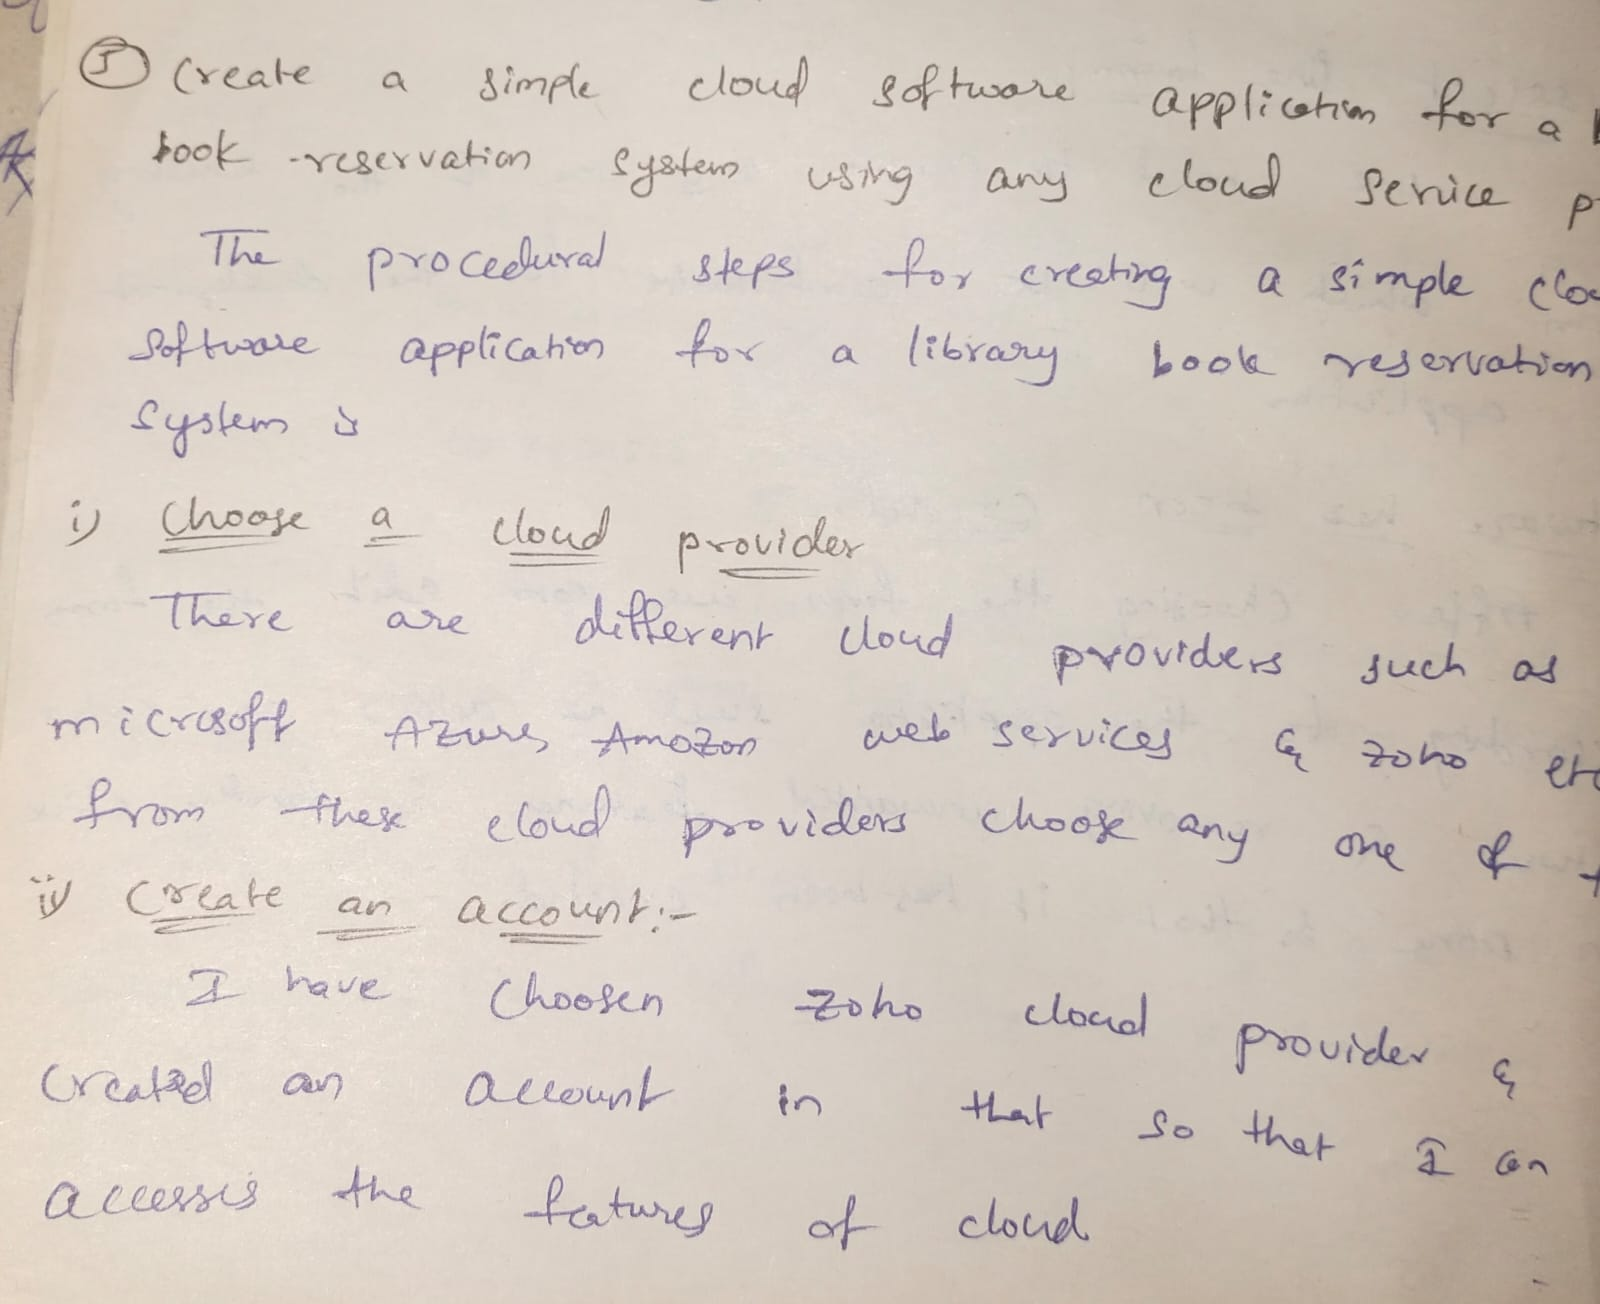 5 Create a simple cloud software application for a
book -reservation system using any cloud service
The procedural steps for creating a simple
software application for a library book reservation
system is
i) choose a cloud provider
There are different cloud providers such as
microsoft Azure, Amazon web services & zoho etc
from these cloud providers choose any one of
ii) Create an account:-
I have choosen zoho cloud provider &
created an account in that so that I can
the features of cloud